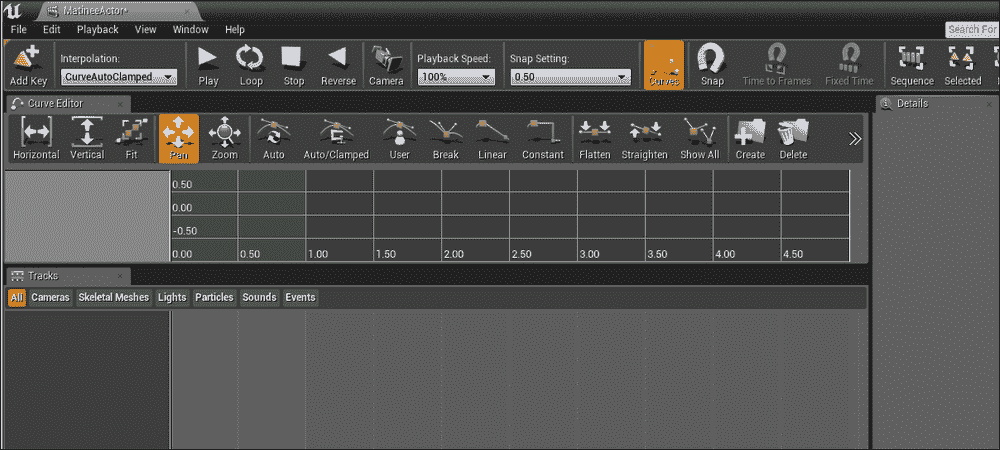 MatineeActor*
File Edit Playback View Window Help
Search For
Interpolation: Playback Speed: Snap Setting:
CurveAutoClamped 100% 0.50
Add Key Play Loop Stop Reverse Camera Curves Snap Time to Frames Fixed Time Sequence Selected
Curve Editor Details
Horizontal Vertical Fit Pan Zoom Auto Auto/Clamped User Break Linear Constant Flatten Straighten Show All Create Delete
0.50
0.00
-0.50
0.00 0.50 1.00 1.50 2.00 2.50 3.00 3.50 4.00 4.50
Tracks
All Cameras Skeletal Meshes Lights Particles Sounds Events